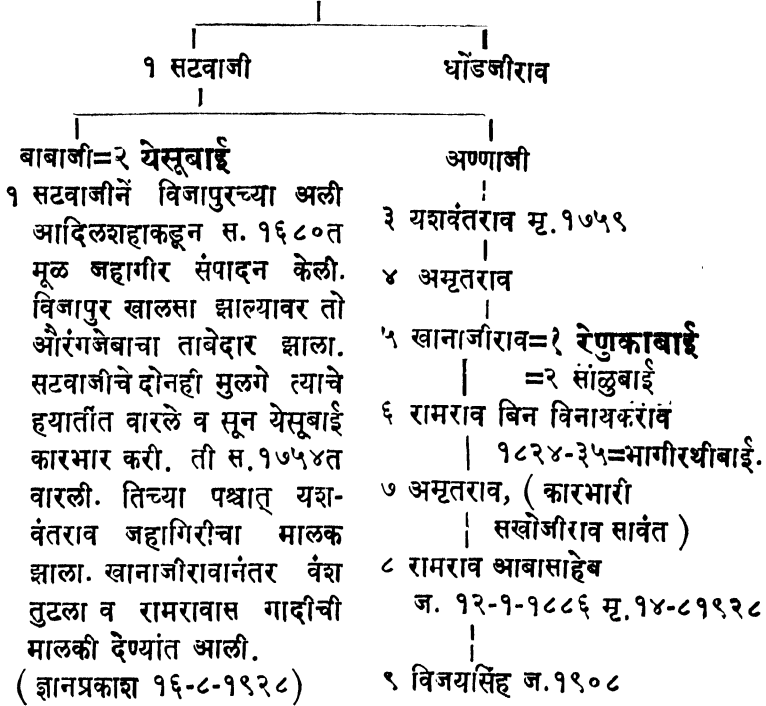 १ सटवाजी धोंडजीराव
बाबाजी=२ येसूबाई
१ सटवाजीनें विजापुरच्या अली
आदिलशहाकडून स. १६८०त
मूळ जहागीर संपादन केली.
विजापुर खालसा झाल्यावर तो
औरंगजेबाचा ताबेदार झाला.
सटवाजीचे दोनही मुलगे त्याचे
हयातींत वारले व सून येसूबाई
कारभार करी. ती स.१७५४त
वारली. तिच्या पश्चात् यश-
वंतराव जहागिरीचा मालक
झाला. खानाजीरावानंतर वंश
तुटला व रामरावास गादीची
मालकी देण्यांत आली.
(ज्ञानप्रकाश १६-८-१९२८)
अण्णाजी
३ यशवंतराव मृ.१७५९
४ अमृतराव
५ खानाजीराव=१ रेणुकाबाई
=२ सांळुबाई
६ रामराव बिन विनायकराव
१८२४-३५=भागीरथीबाई.
७ अमृतराव, ( कारभारी
सखोजीराव सावंत )
८ रामराव आबासाहेब
ज. १२-१-१८८६ मृ.१४-८१९२८
९ विजयसिंह ज.१९०८